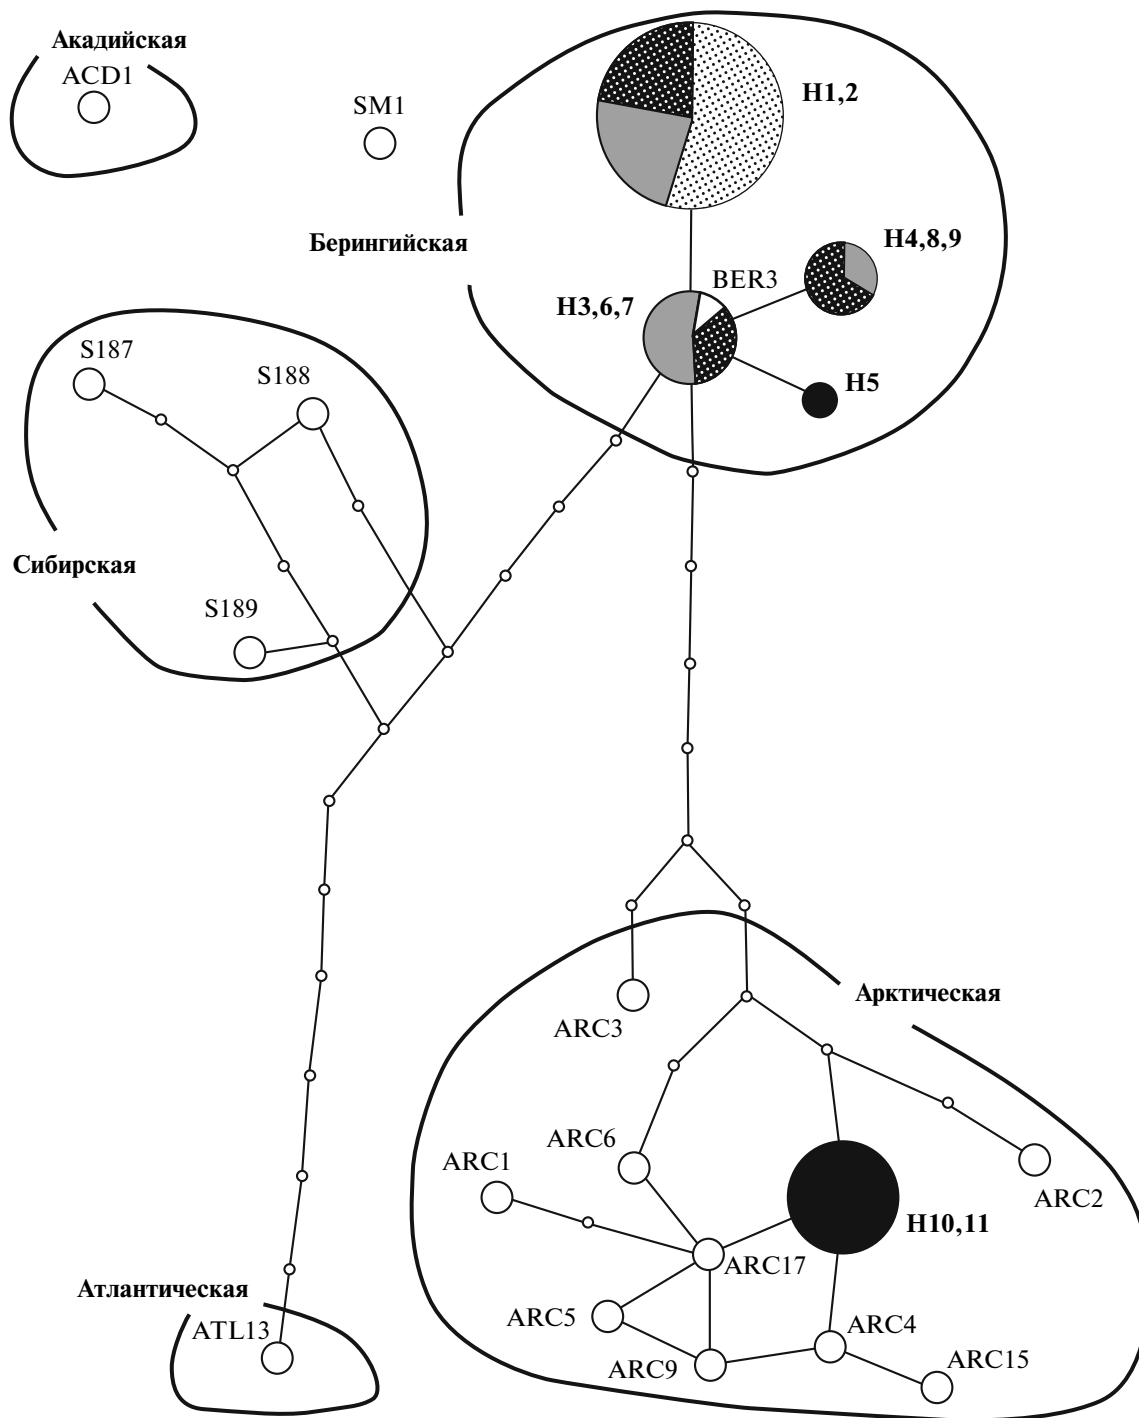 Акадийская
ACD1
SM1
H1,2
Берингийская
H4,8,9
BER3
H3,6,7
S187
S188
H5
Сибирская
S189
Арктическая
ARC3
ARC6
ARC1
ARC2
H10,11
ARC17
Атлантическая
ARC5
ATL13
ARC4
ARC9
ARC15